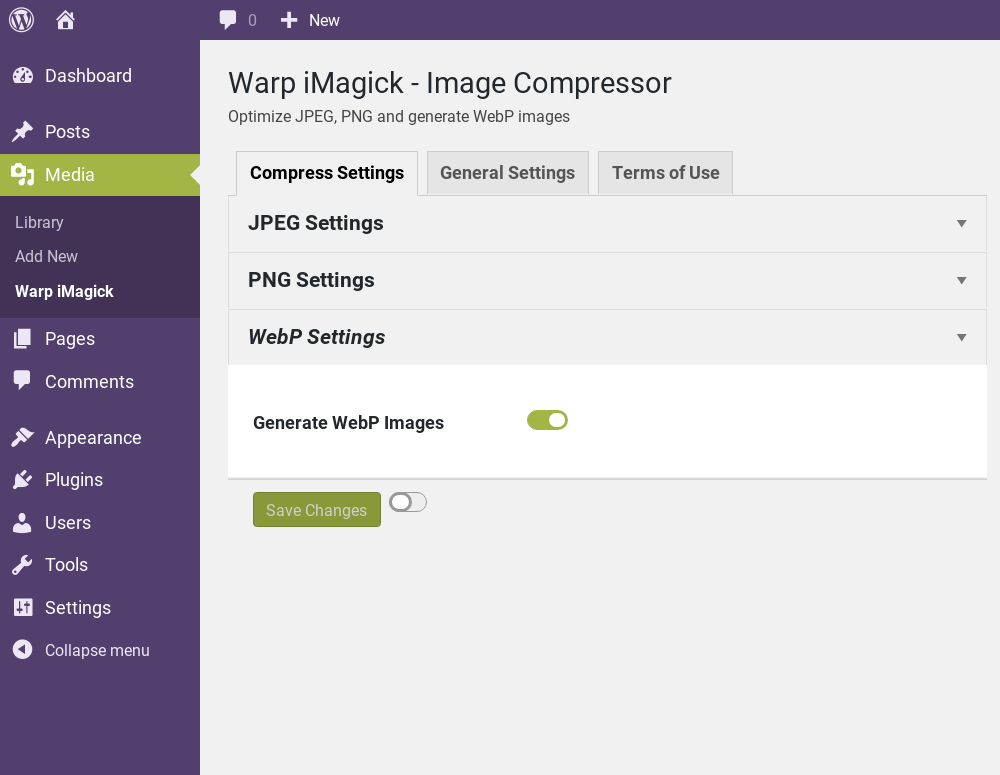 0
New
Dashboard
Posts
Media
Library
Add New
Warp iMagick
Pages
Comments
Appearance
Plugins
Users
Tools
Settings
Collapse menu
Warp iMagick - Image Compressor
Optimize JPEG, PNG and generate WebP images
Compress Settings
General Settings
Terms of Use
JPEG Settings
PNG Settings
WebP Settings
Generate WebP Images
Save Changes